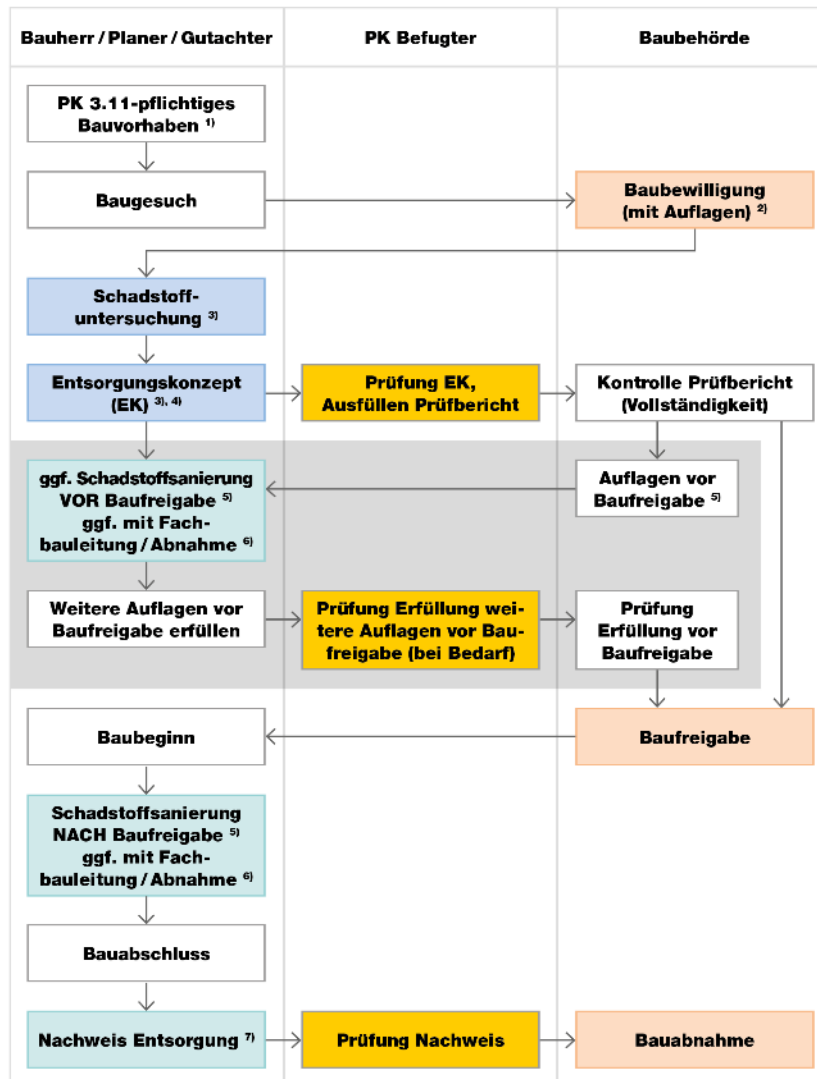 Bauherr / Planer / Gutachter
PK Befugter
Baubehörde
PK 3.11-pflichtiges
Bauvorhaben ¹⁾
Baugesuch
Baubewilligung
(mit Auflagen) ²⁾
Schadstoff-
untersuchung ³⁾
Entsorgungskonzept
(EK) ³⁾, ⁴⁾
Prüfung EK,
Ausfüllen Prüfbericht
Kontrolle Prüfbericht
(Vollständigkeit)
ggf. Schadstoffsanierung
VOR Baufreigabe ⁵⁾
ggf. mit Fach-
bauleitung / Abnahme ⁶⁾
Auflagen vor
Baufreigabe ⁵⁾
Weitere Auflagen vor
Baufreigabe erfüllen
Prüfung Erfüllung wei-
tere Auflagen vor Bau-
freigabe (bei Bedarf)
Prüfung
Erfüllung vor
Baufreigabe
Baubeginn
Baufreigabe
Schadstoffsanierung
NACH Baufreigabe ⁵⁾
ggf. mit Fach-
bauleitung / Abnahme ⁶⁾
Bauabschluss
Nachweis Entsorgung ⁷⁾
Prüfung Nachweis
Bauabnahme